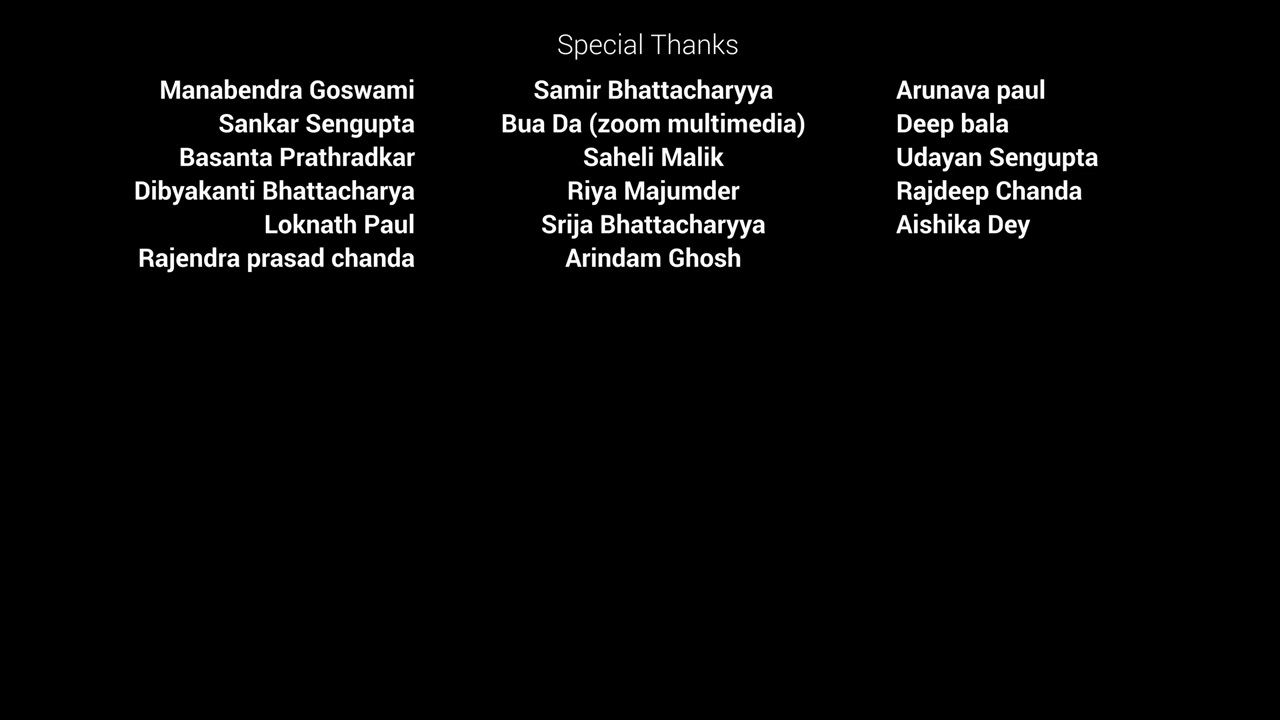 Special Thanks
Manabendra Goswami
Sankar Sengupta
Basanta Prathradkar
Dibyakanti Bhattacharya
Loknath Paul
Rajendra prasad chanda
Samir Bhattacharyya
Bua Da (zoom multimedia)
Saheli Malik
Riya Majumder
Srija Bhattacharyya
Arindam Ghosh
Arunava paul
Deep bala
Udayan Sengupta
Rajdeep Chanda
Aishika Dey